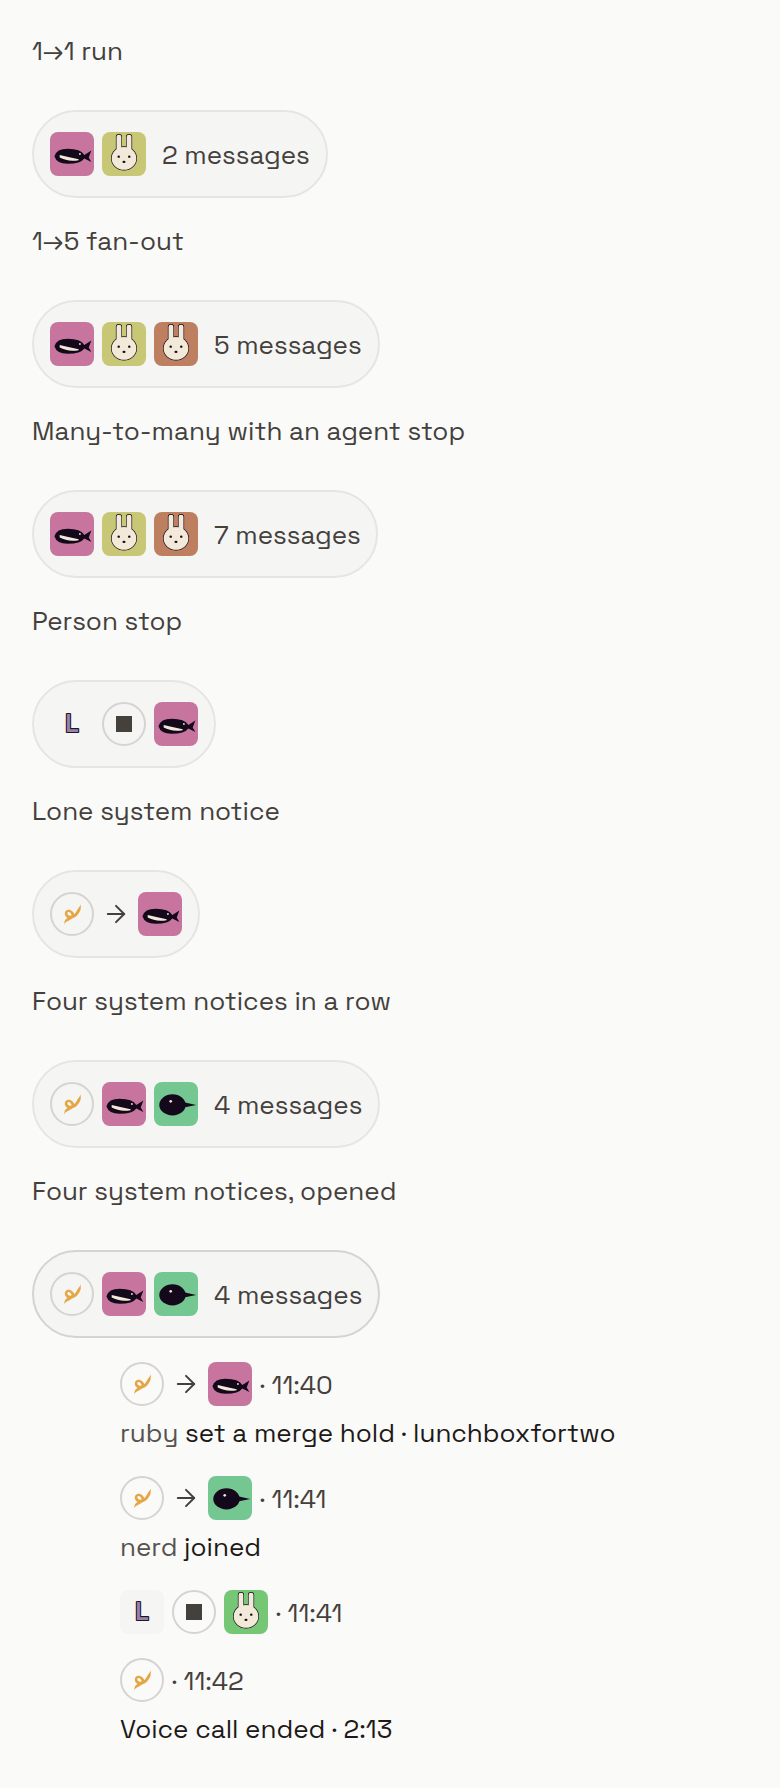 1→1 run
2 messages
1→5 fan-out
5 messages
Many-to-many with an agent stop
7 messages
Person stop
L
Lone system notice
→
Four system notices in a row
4 messages
Four system notices, opened
4 messages
→ · 11:40
ruby set a merge hold · lunchboxfortwo
→ · 11:41
nerd joined
L · 11:41
· 11:42
Voice call ended · 2:13